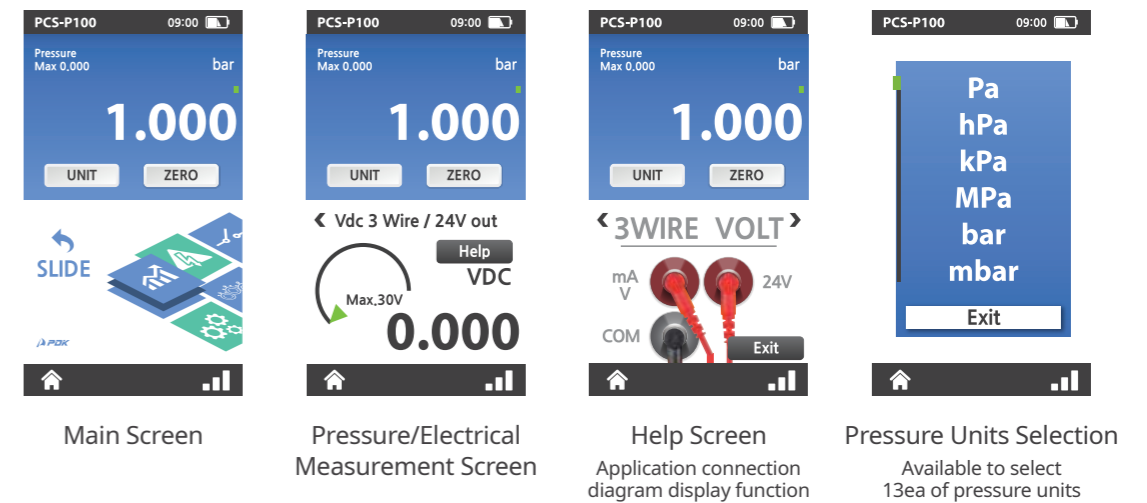 PCS-P100 09:00
Pressure
Max 0.000 bar
1.000
UNIT ZERO
SLIDE
PDK
Main Screen
PCS-P100 09:00
Pressure
Max 0.000 bar
1.000
UNIT ZERO
Vdc 3 Wire / 24V out
Help
VDC
Max.30V
0.000
Pressure/Electrical
Measurement Screen
PCS-P100 09:00
Pressure
Max 0.000 bar
1.000
UNIT ZERO
3WIRE VOLT
mA
V
24V
COM
Exit
Help Screen
Application connection
diagram display function
PCS-P100 09:00
Pa
hPa
kPa
MPa
bar
mbar
Exit
Pressure Units Selection
Available to select
13ea of pressure units